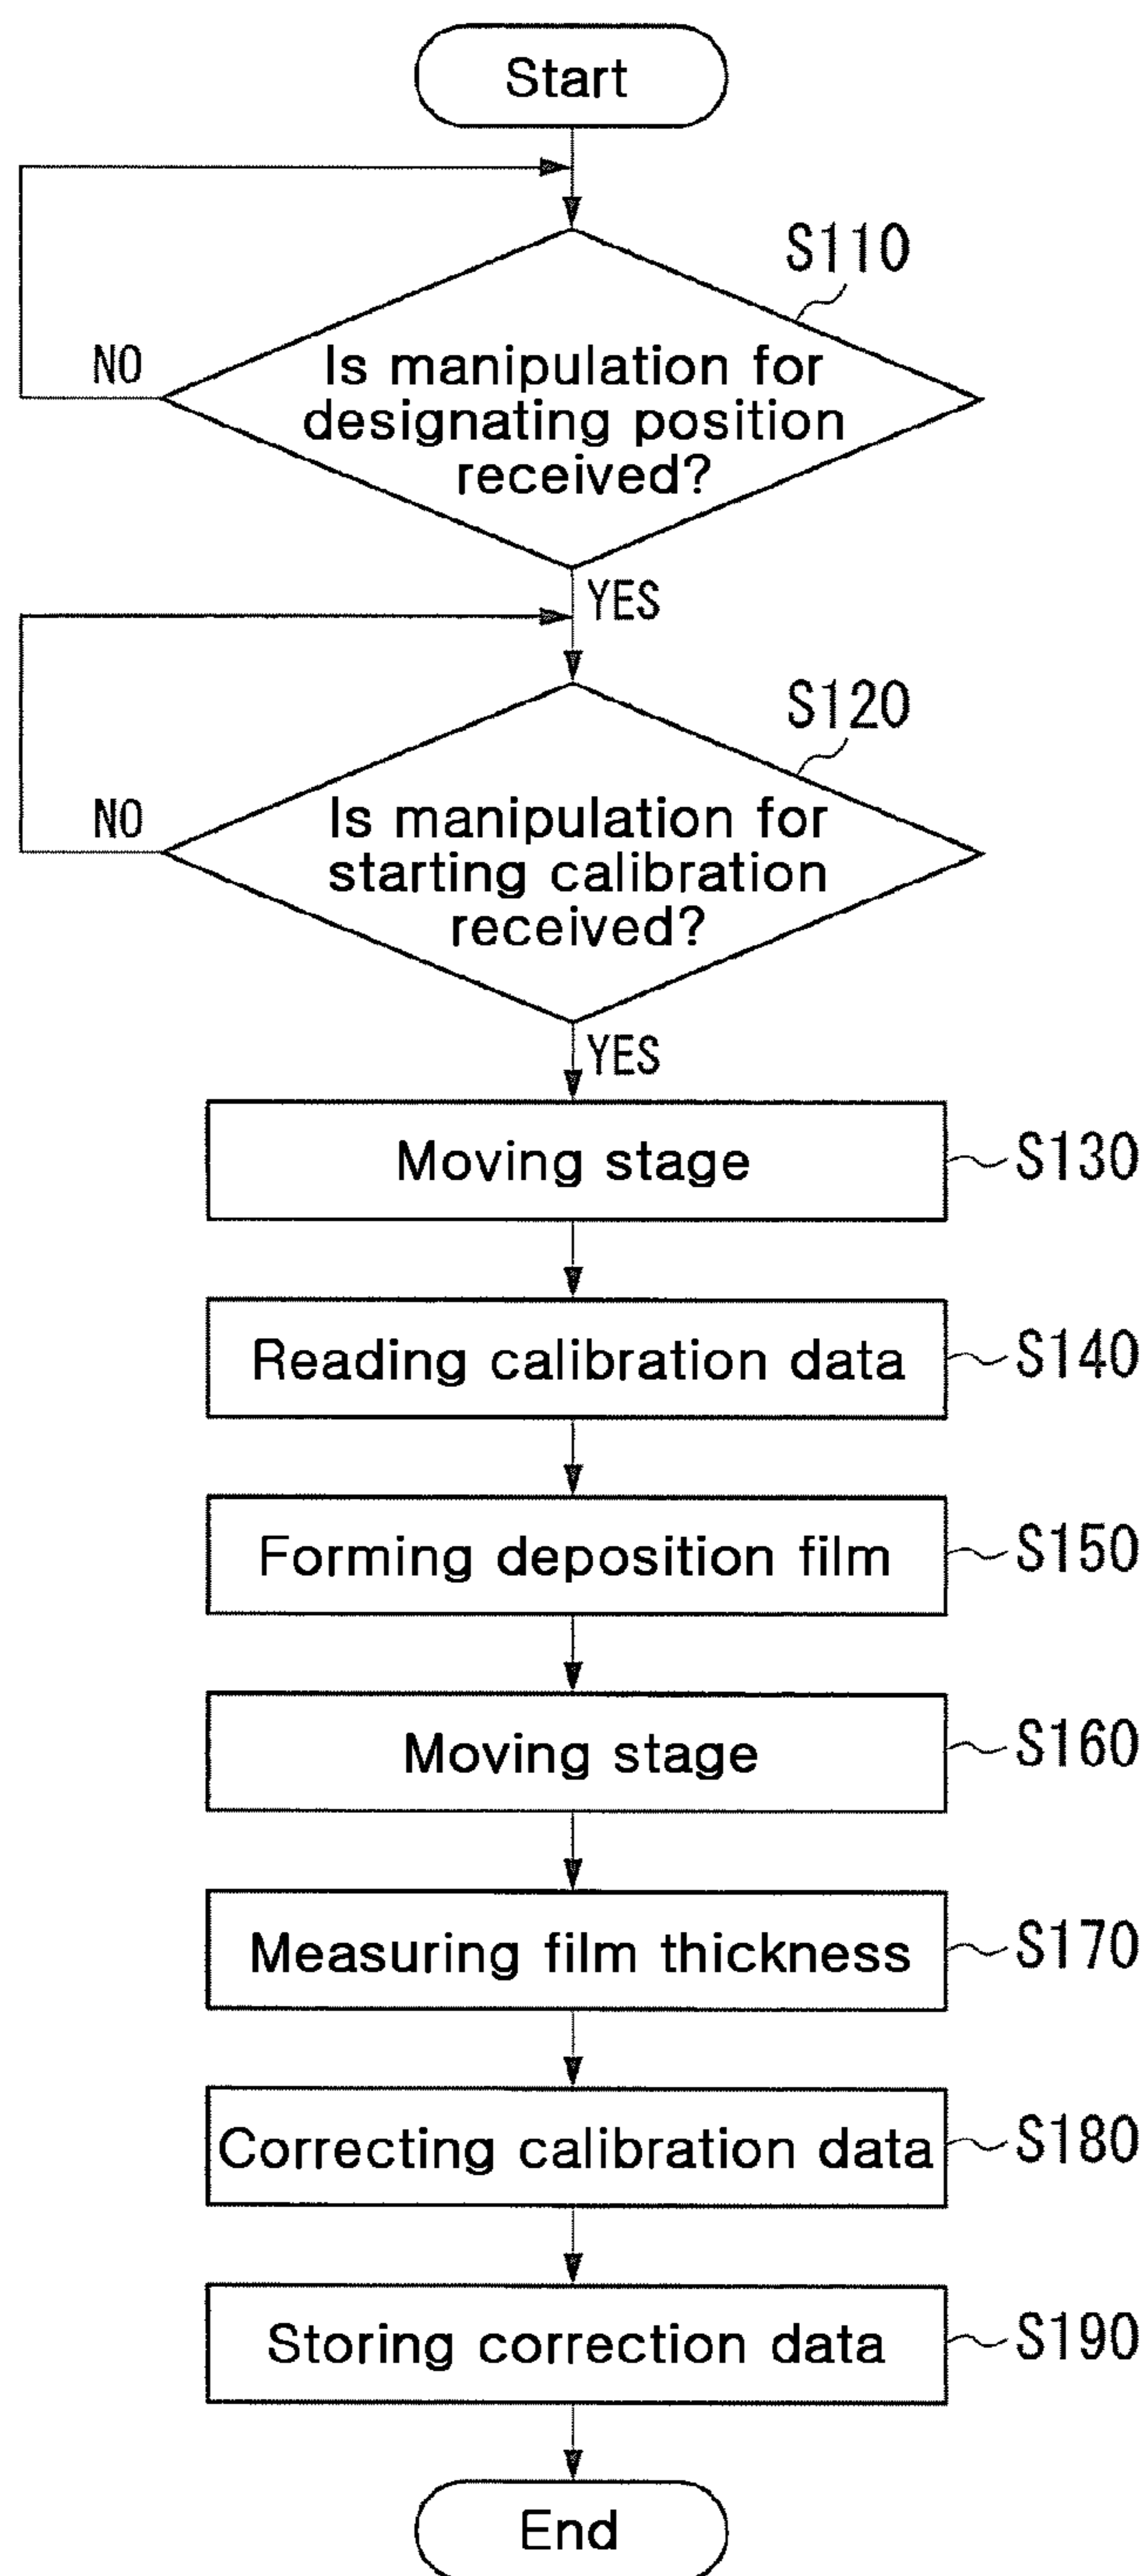 Start
S110
NO
Is manipulation for
designating position
received?
YES
S120
NO
Is manipulation for
starting calibration
received?
YES
Moving stage
S130
Reading calibration data
S140
Forming deposition film
S150
Moving stage
S160
Measuring film thickness
S170
Correcting calibration data
S180
Storing correction data
S190
End